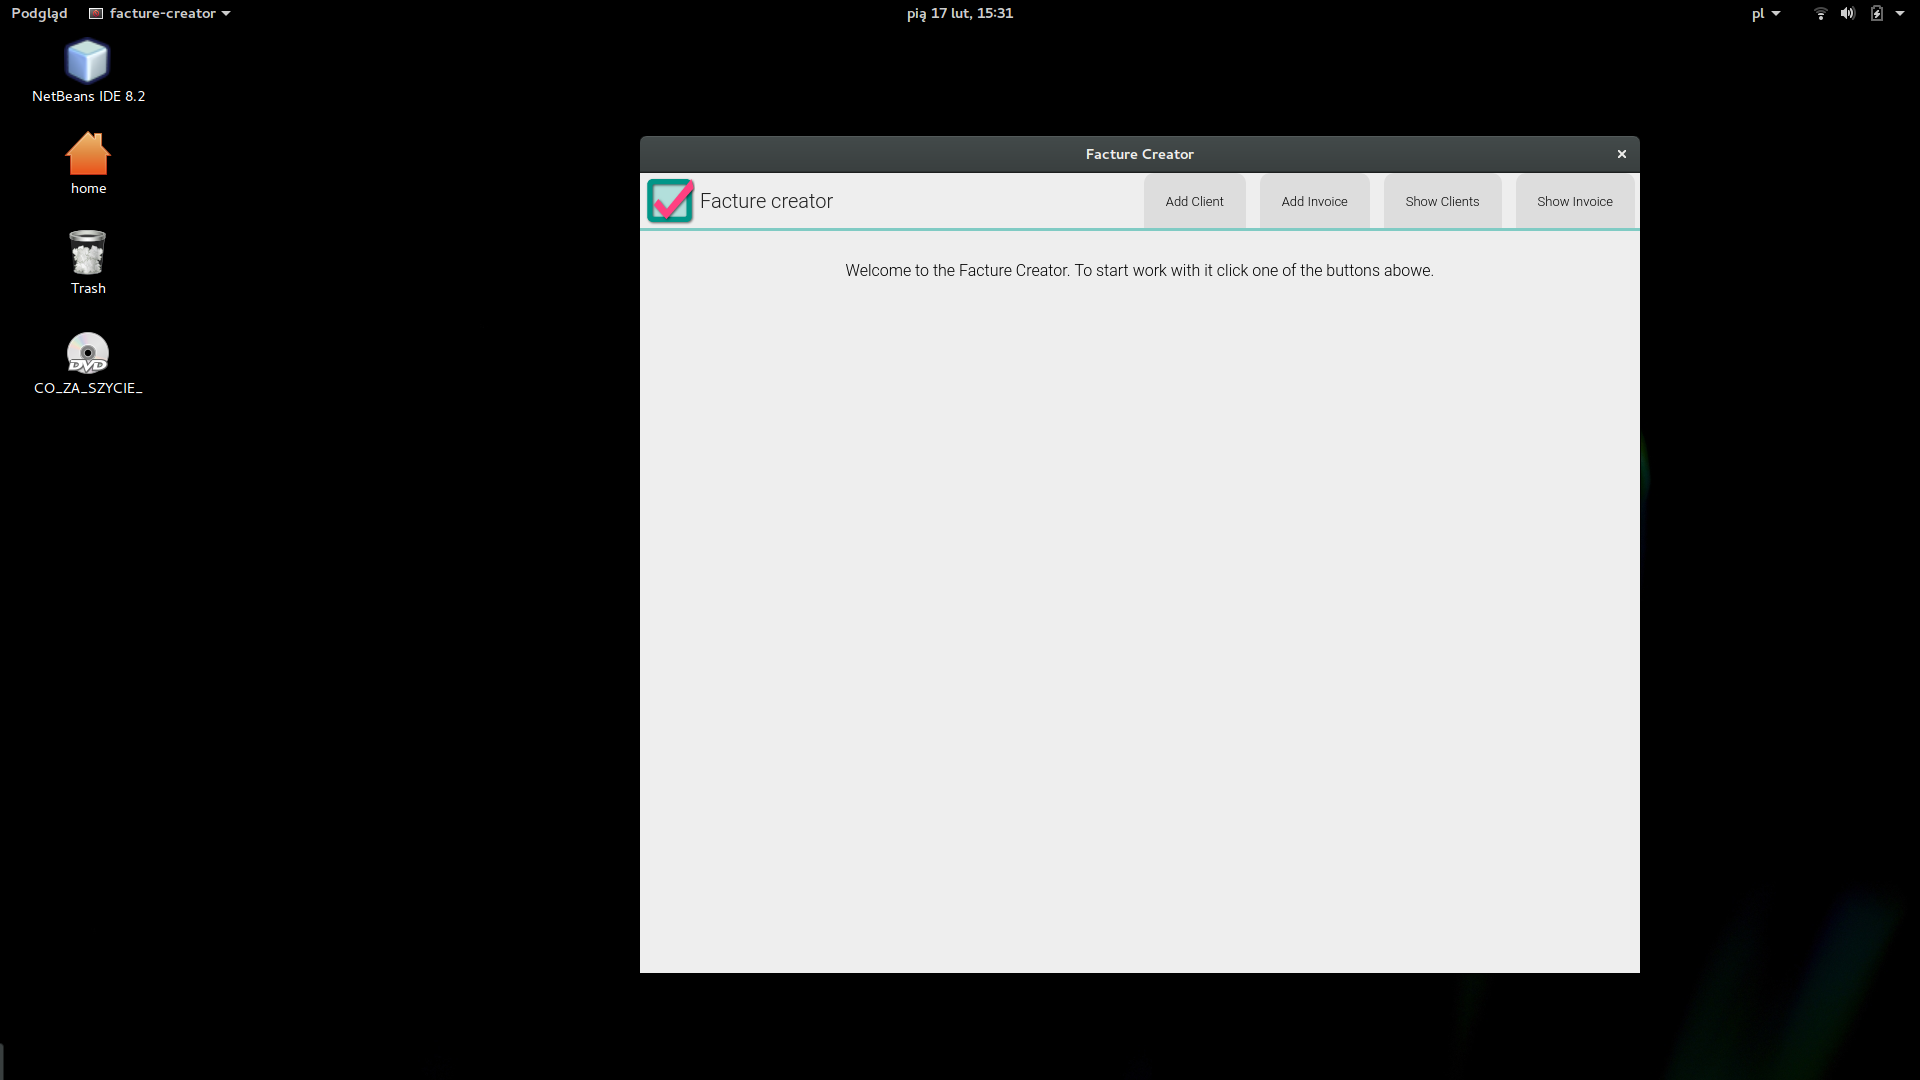 Podgląd facture-creator pią 17 lut, 15:31 pl
NetBeans IDE 8.2
home
Trash
DVD
CO_ZA_SZYCIE_
Facture Creator
Facture creator Add Client Add Invoice Show Clients Show Invoice
Welcome to the Facture Creator. To start work with it click one of the buttons abowe.